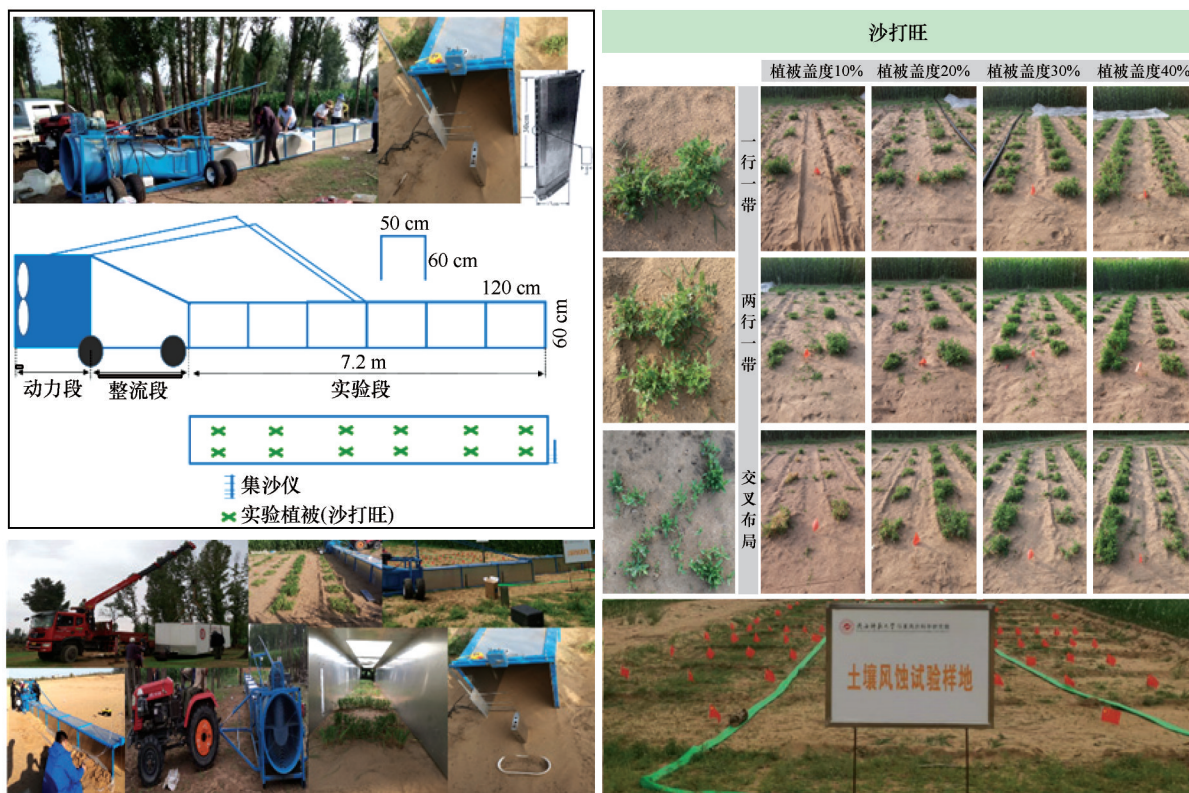 50 cm
60 cm
120 cm
60 cm
7.2 m
动力段
整流段
实验段
集沙仪
实验植被(沙打旺)
沙打旺
植被盖度10%
植被盖度20%
植被盖度30%
植被盖度40%
一行一带
两行一带
交叉布局
土壤风蚀试验样地